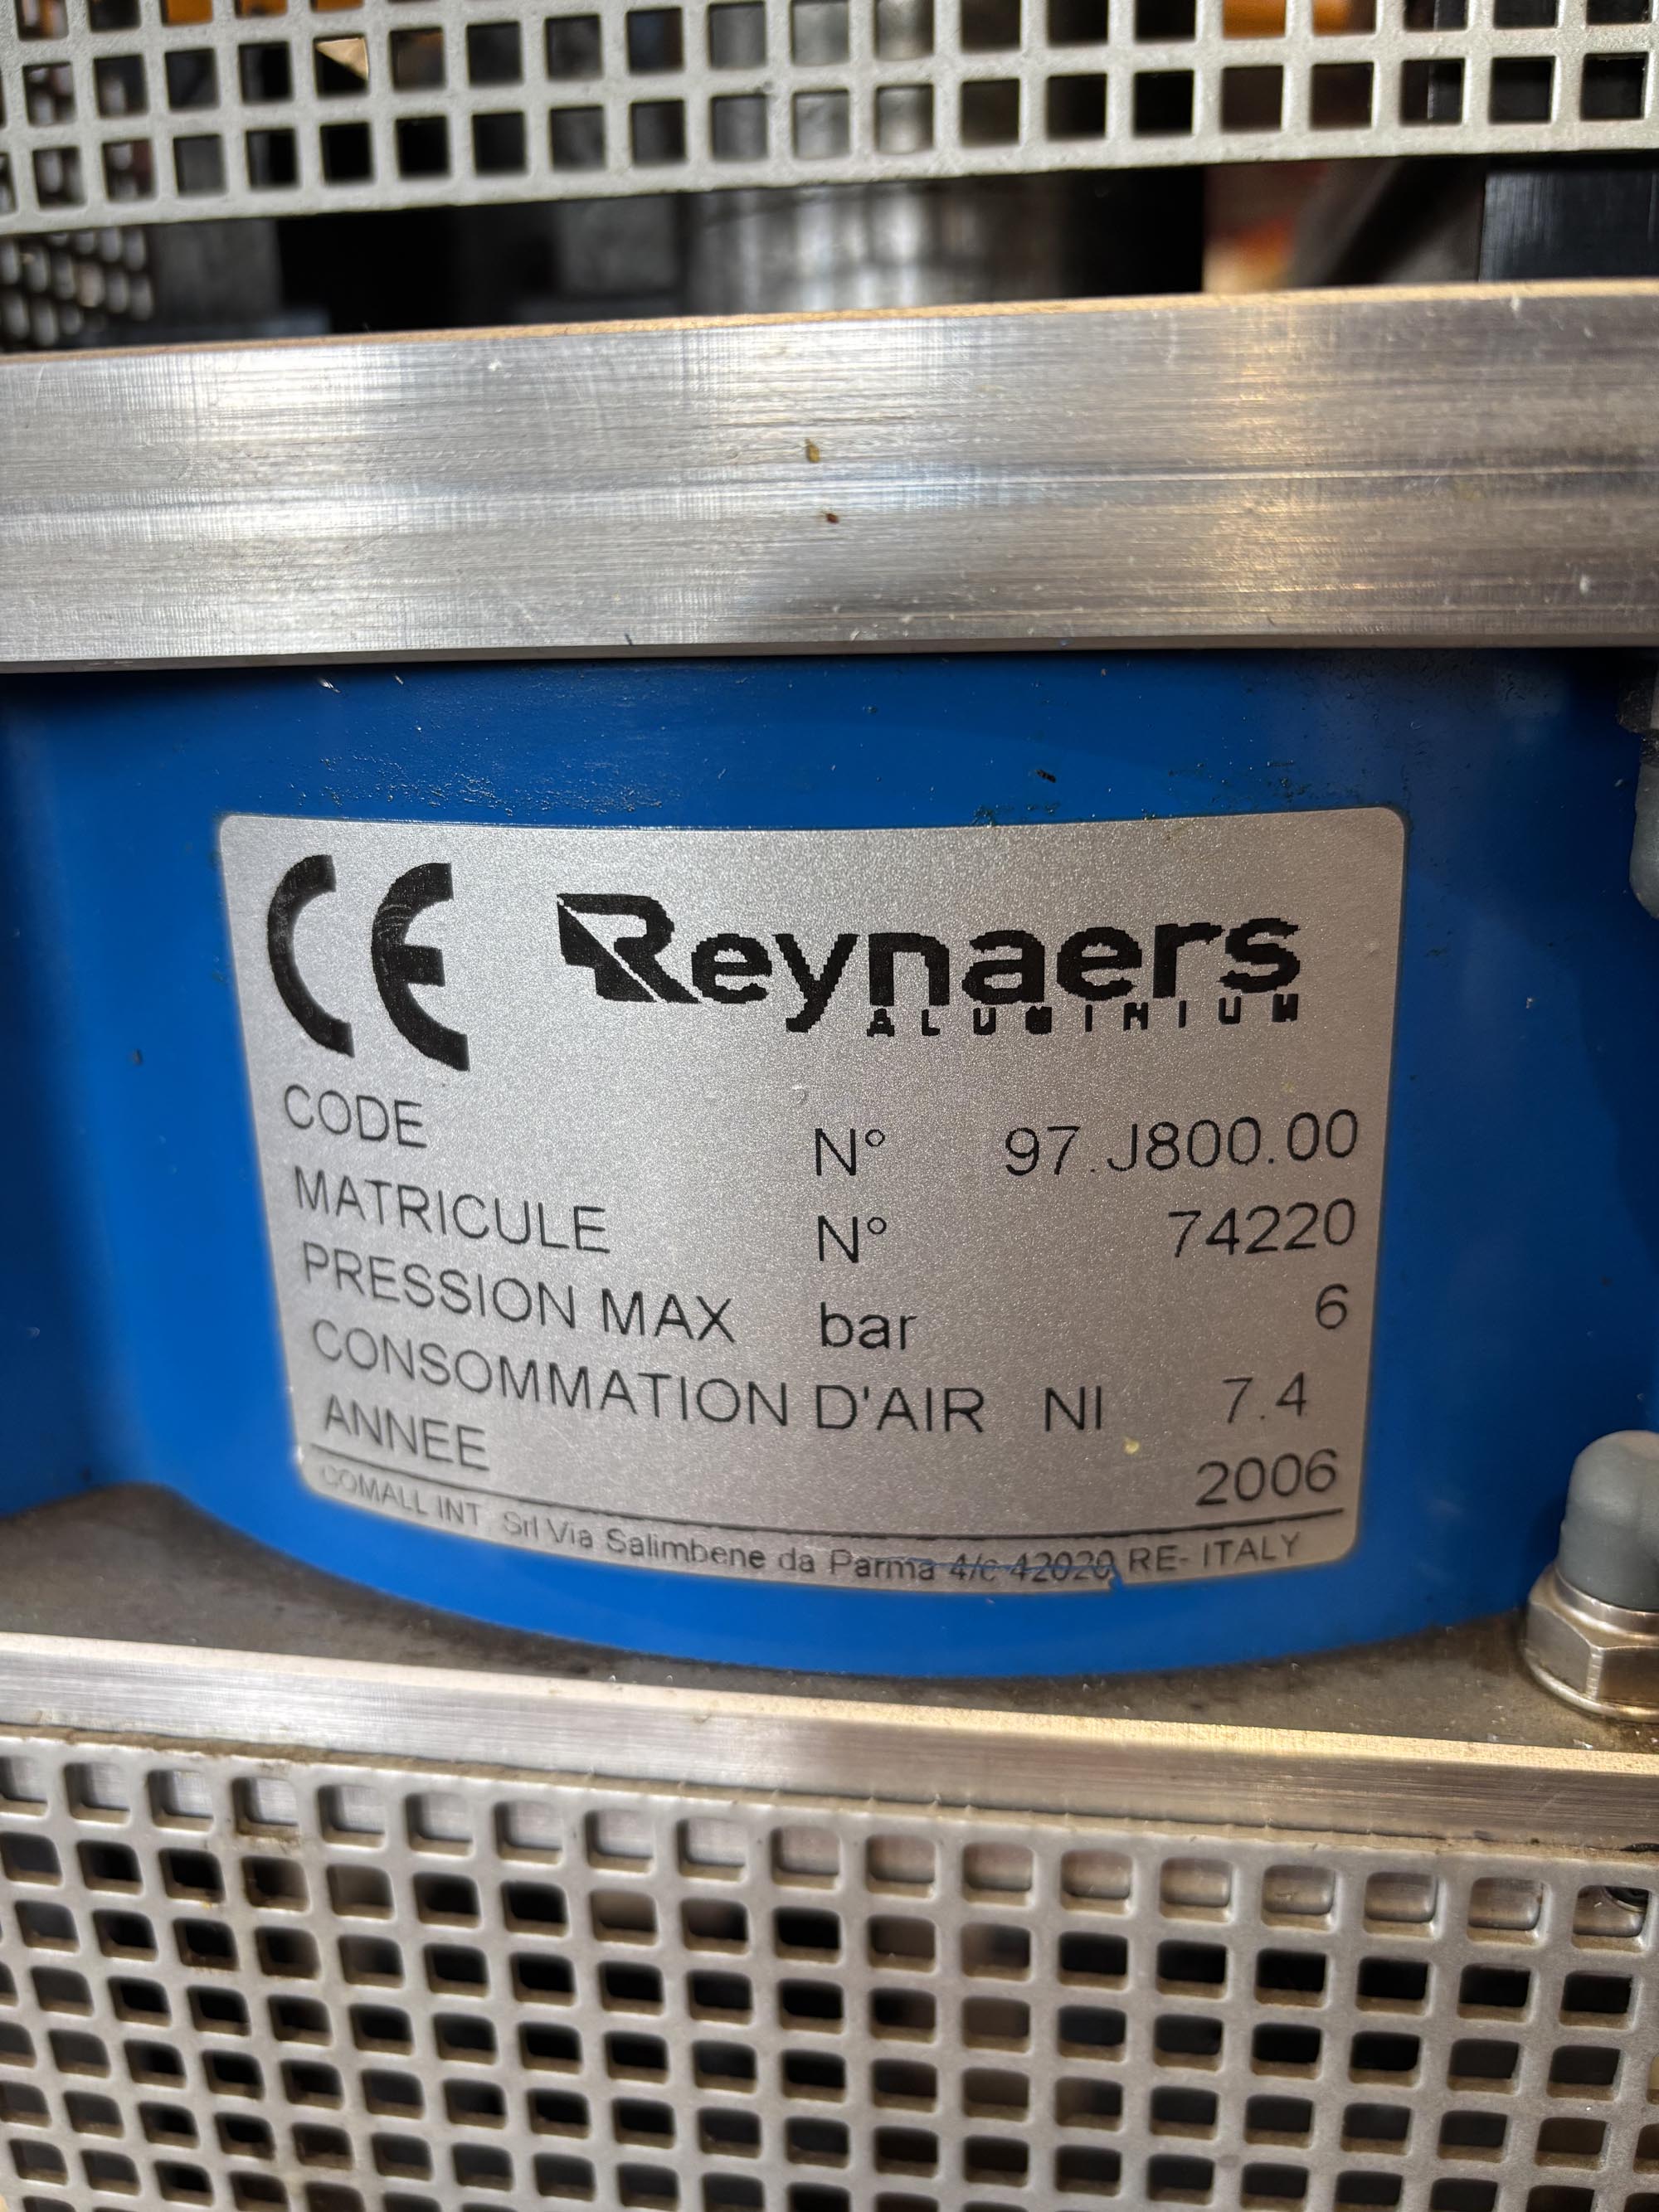 CE Reynaers
ALUMINIUM
CODE N° 97.J800.00
MATRICULE N° 74220
PRESSION MAX bar 6
CONSOMMATION D'AIR Nl 7.4
ANNEE 2006
COMALL INT. Srl Via Salimbene da Parma 4/c 42020 RE- ITALY